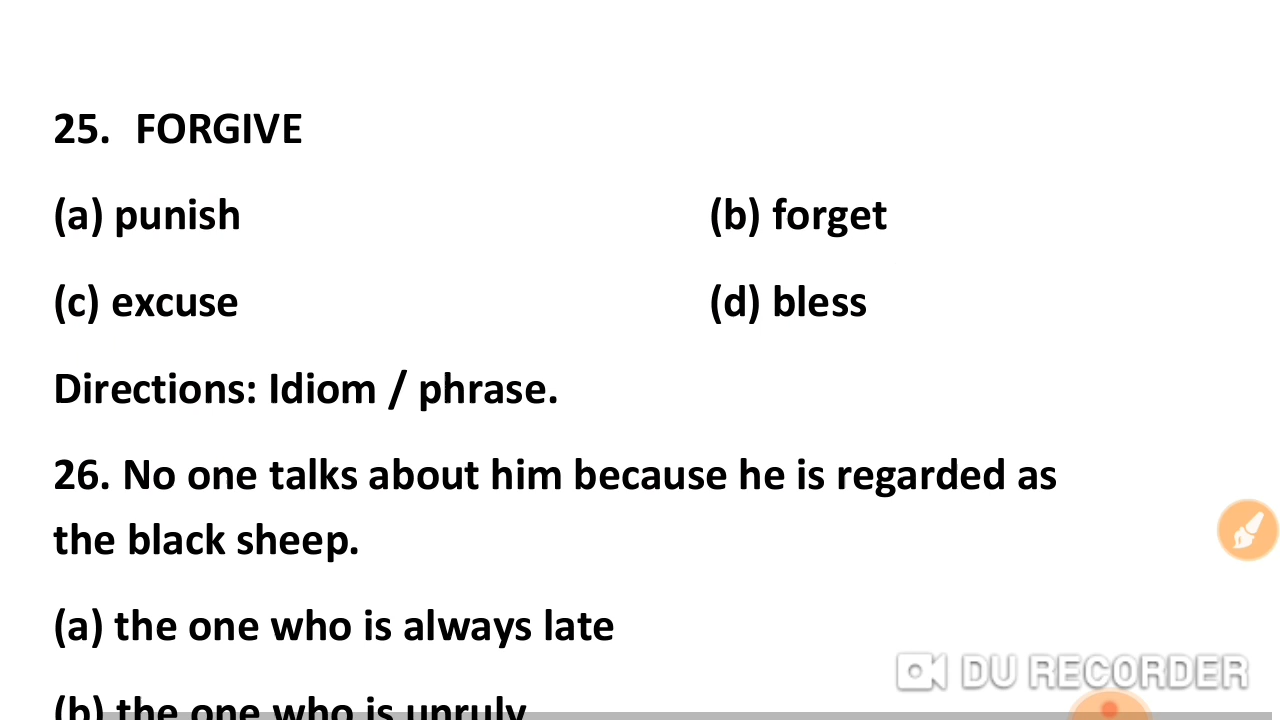 25. FORGIVE
(a) punish (b) forget
(c) excuse (d) bless
Directions: Idiom / phrase.
26. No one talks about him because he is regarded as
the black sheep.
(a) the one who is always late
(b) the one who is unruly
DU RECORDER